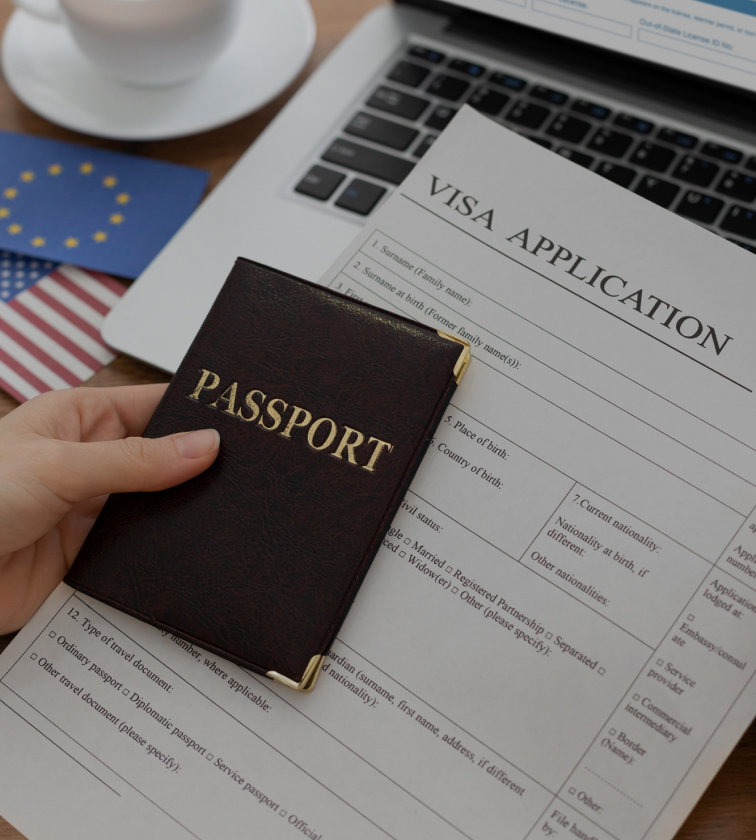 Out-of-State License ID No
VISA APPLICATION
1. Surname (Family name):
2. Surname at birth (Former family name(s)):
3. First
PASSPORT
5. Place of birth:
6. Country of birth:
7.Current nationality:
Nationality at birth, if
different:
Other nationalities:
ivil status:
gle □ Married □ Registered Partnership □ Separated □
ced □ Widow(er) □ Other (please specify):
ardian (surname, first name, address, if different
d nationality):
y number, where applicable:
12. Type of travel document:
□ Ordinary passport □ Diplomatic passport □ Service passport □ Official
□ Other travel document (please specify):
Application
lodged at:
□
Embassy/consul
ate
□ Service
provider
□ Commercial
intermediary
□ Border
(Name):
□ Other:
File handl
by: